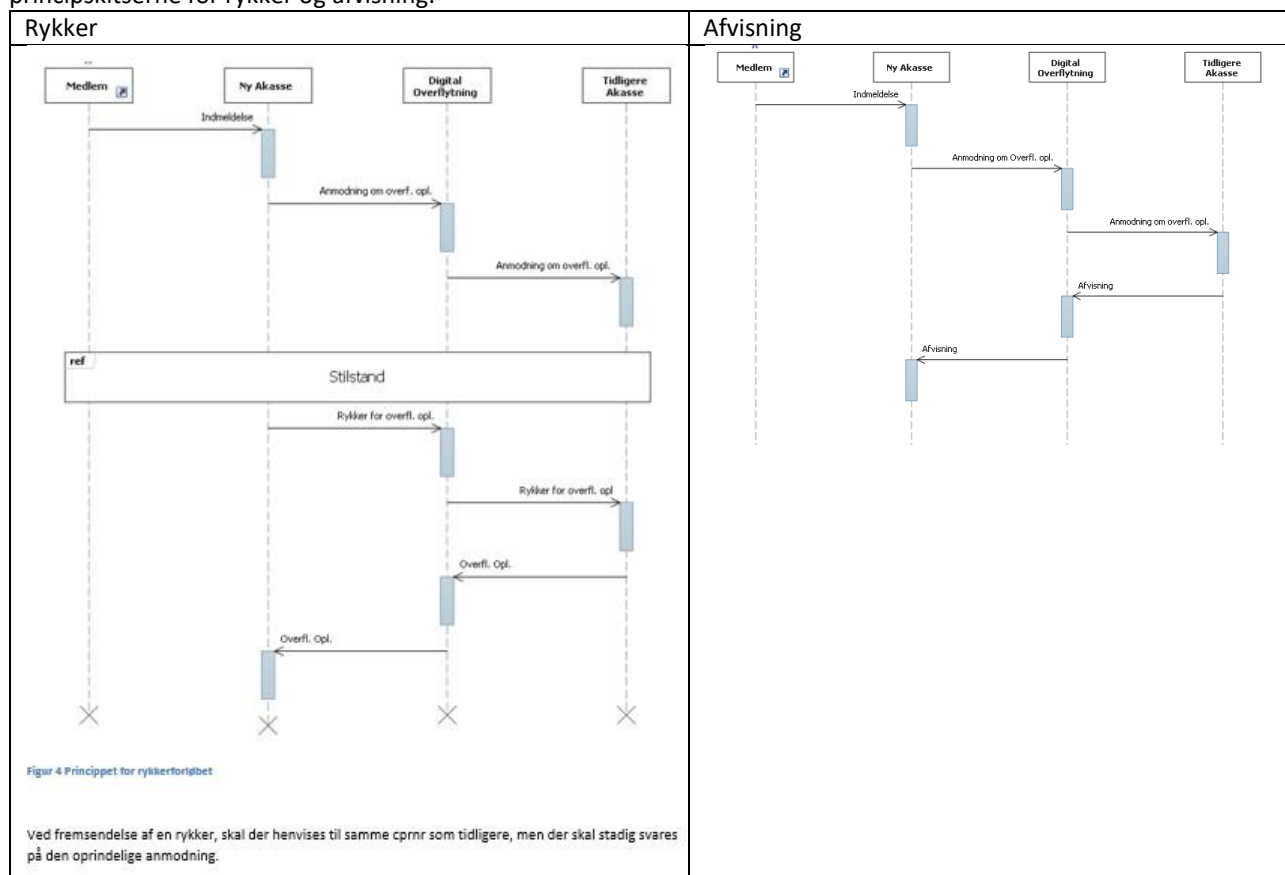 principskitserne for rykker og afvisning:
Rykker
Medlem
Ny Akasse
Digital
Overflytning
Tidligere
Akasse
Indmeldelse
Anmodning om overf. opl.
Anmodning om overfl. opl.
ref
Stilstand
Rykker for overfl. opl.
Rykker for overfl. opl
Overfl. Opl.
Overfl. Opl.
Figur 4 Princippet for rykkerforløbet
Ved fremsendelse af en rykker, skal der henvises til samme cprnr som tidligere, men der skal stadig svares
på den oprindelige anmodning.
Afvisning
Medlem
Ny Akasse
Digital
Overflytning
Tidligere
Akasse
Indmeldelse
Anmodning om Overfl. opl.
Anmodning om overfl. opl.
Afvisning
Afvisning